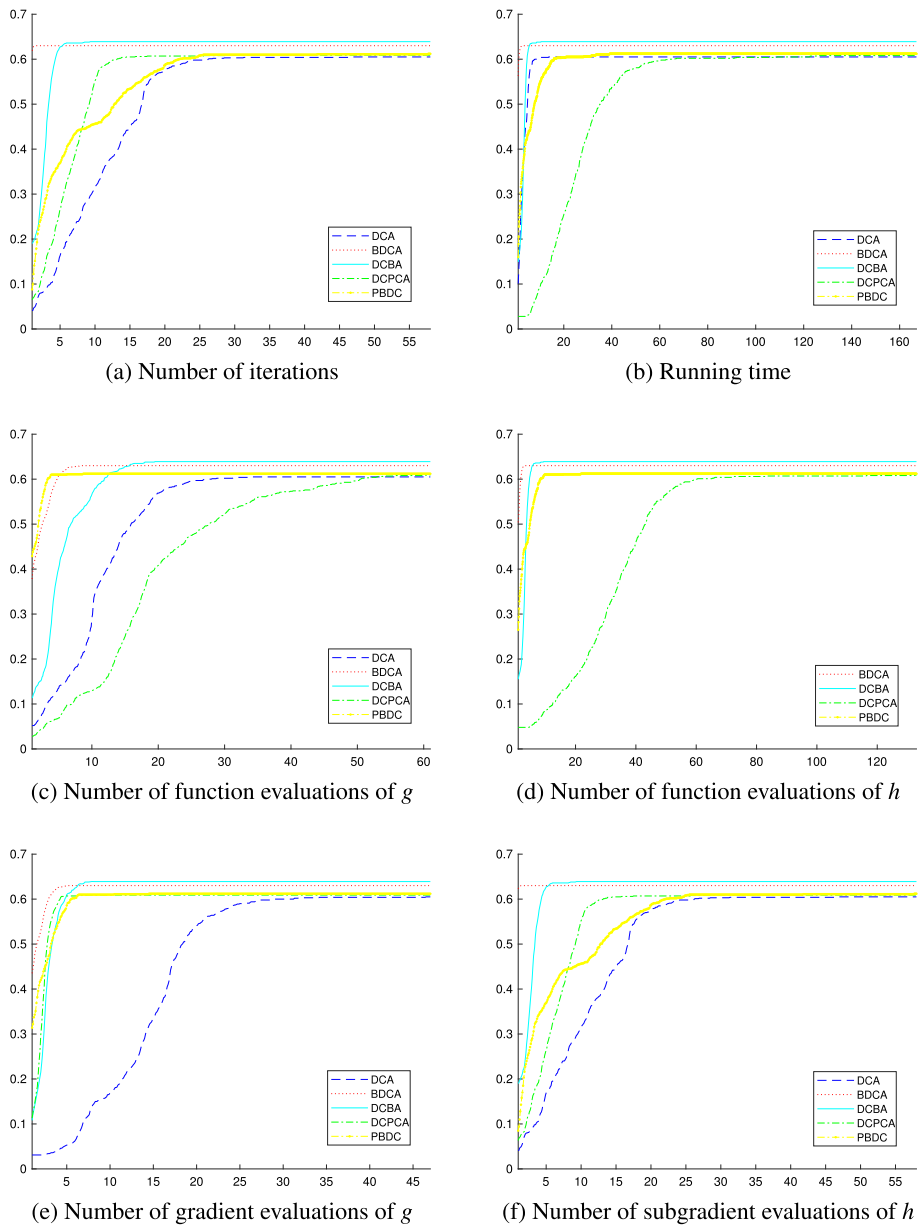 0.7
0.6
0.5
0.4
0.3
0.2
0.1
0
5 10 15 20 25 30 35 40 45 50 55
DCA
BDCA
DCBA
DCPCA
PBDC
(a) Number of iterations
0.7
0.6
0.5
0.4
0.3
0.2
0.1
0
20 40 60 80 100 120 140 160
DCA
BDCA
DCBA
DCPCA
PBDC
(b) Running time
0.7
0.6
0.5
0.4
0.3
0.2
0.1
0
10 20 30 40 50 60
DCA
BDCA
DCBA
DCPCA
PBDC
(c) Number of function evaluations of g
0.7
0.6
0.5
0.4
0.3
0.2
0.1
0
20 40 60 80 100 120
BDCA
DCBA
DCPCA
PBDC
(d) Number of function evaluations of h
0.7
0.6
0.5
0.4
0.3
0.2
0.1
0
5 10 15 20 25 30 35 40 45
DCA
BDCA
DCBA
DCPCA
PBDC
(e) Number of gradient evaluations of g
0.7
0.6
0.5
0.4
0.3
0.2
0.1
0
5 10 15 20 25 30 35 40 45 50 55
DCA
BDCA
DCBA
DCPCA
PBDC
(f) Number of subgradient evaluations of h